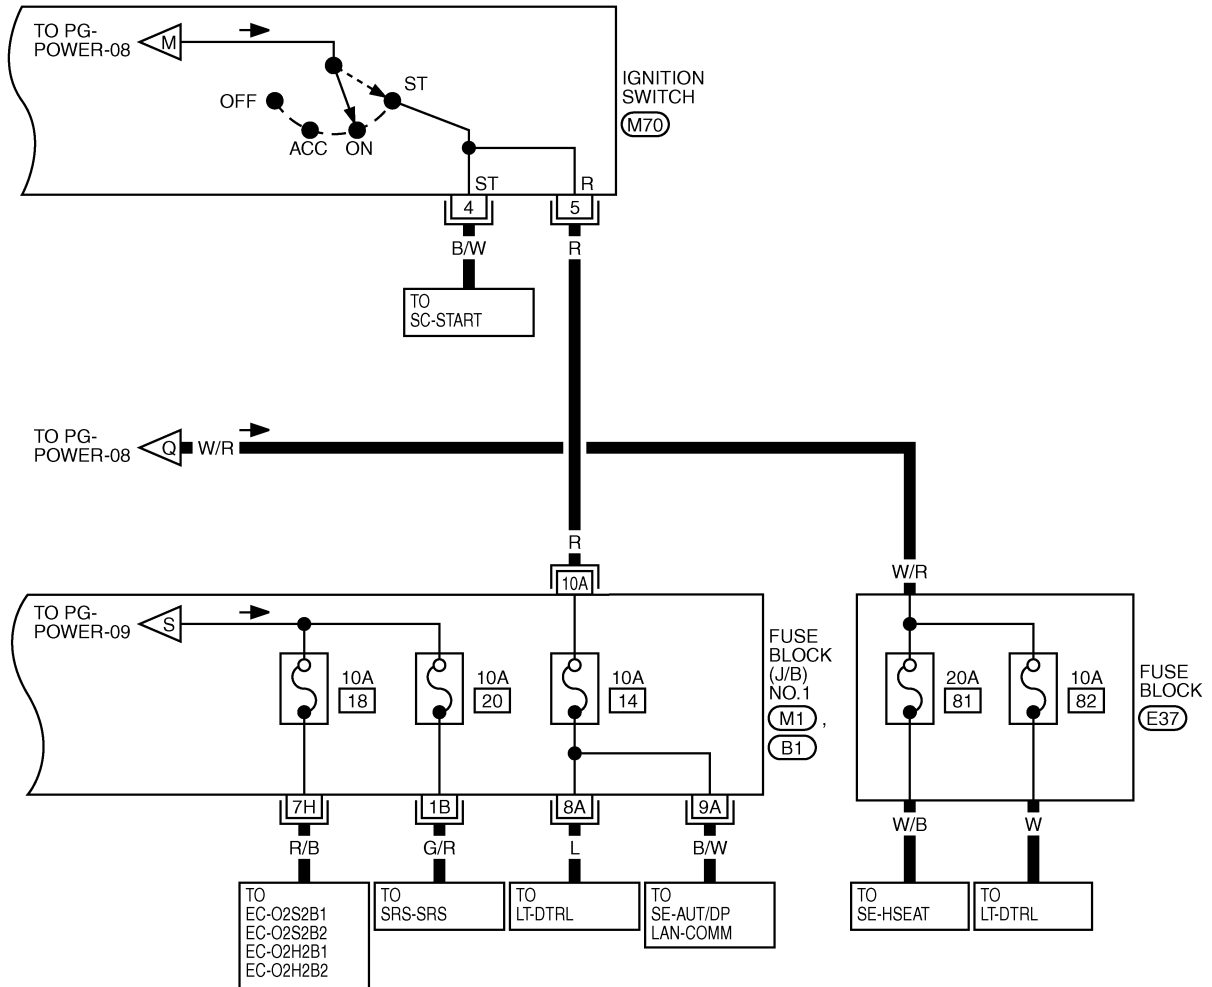 TO PG-
POWER-08
M
OFF
ACC
ON
ST
IGNITION
SWITCH
M70
ST
R
4
5
B/W
R
TO
SC-START
TO PG-
POWER-08
Q
W/R
R
W/R
10A
TO PG-
POWER-09
S
10A
18
10A
20
10A
14
FUSE
BLOCK
(J/B)
NO.1
M1 ,
B1
20A
81
10A
82
FUSE
BLOCK
E37
7H
1B
8A
9A
R/B
G/R
L
B/W
W/B
W
TO
EC-O2S2B1
EC-O2S2B2
EC-O2H2B1
EC-O2H2B2
TO
SRS-SRS
TO
LT-DTRL
TO
SE-AUT/DP
LAN-COMM
TO
SE-HSEAT
TO
LT-DTRL